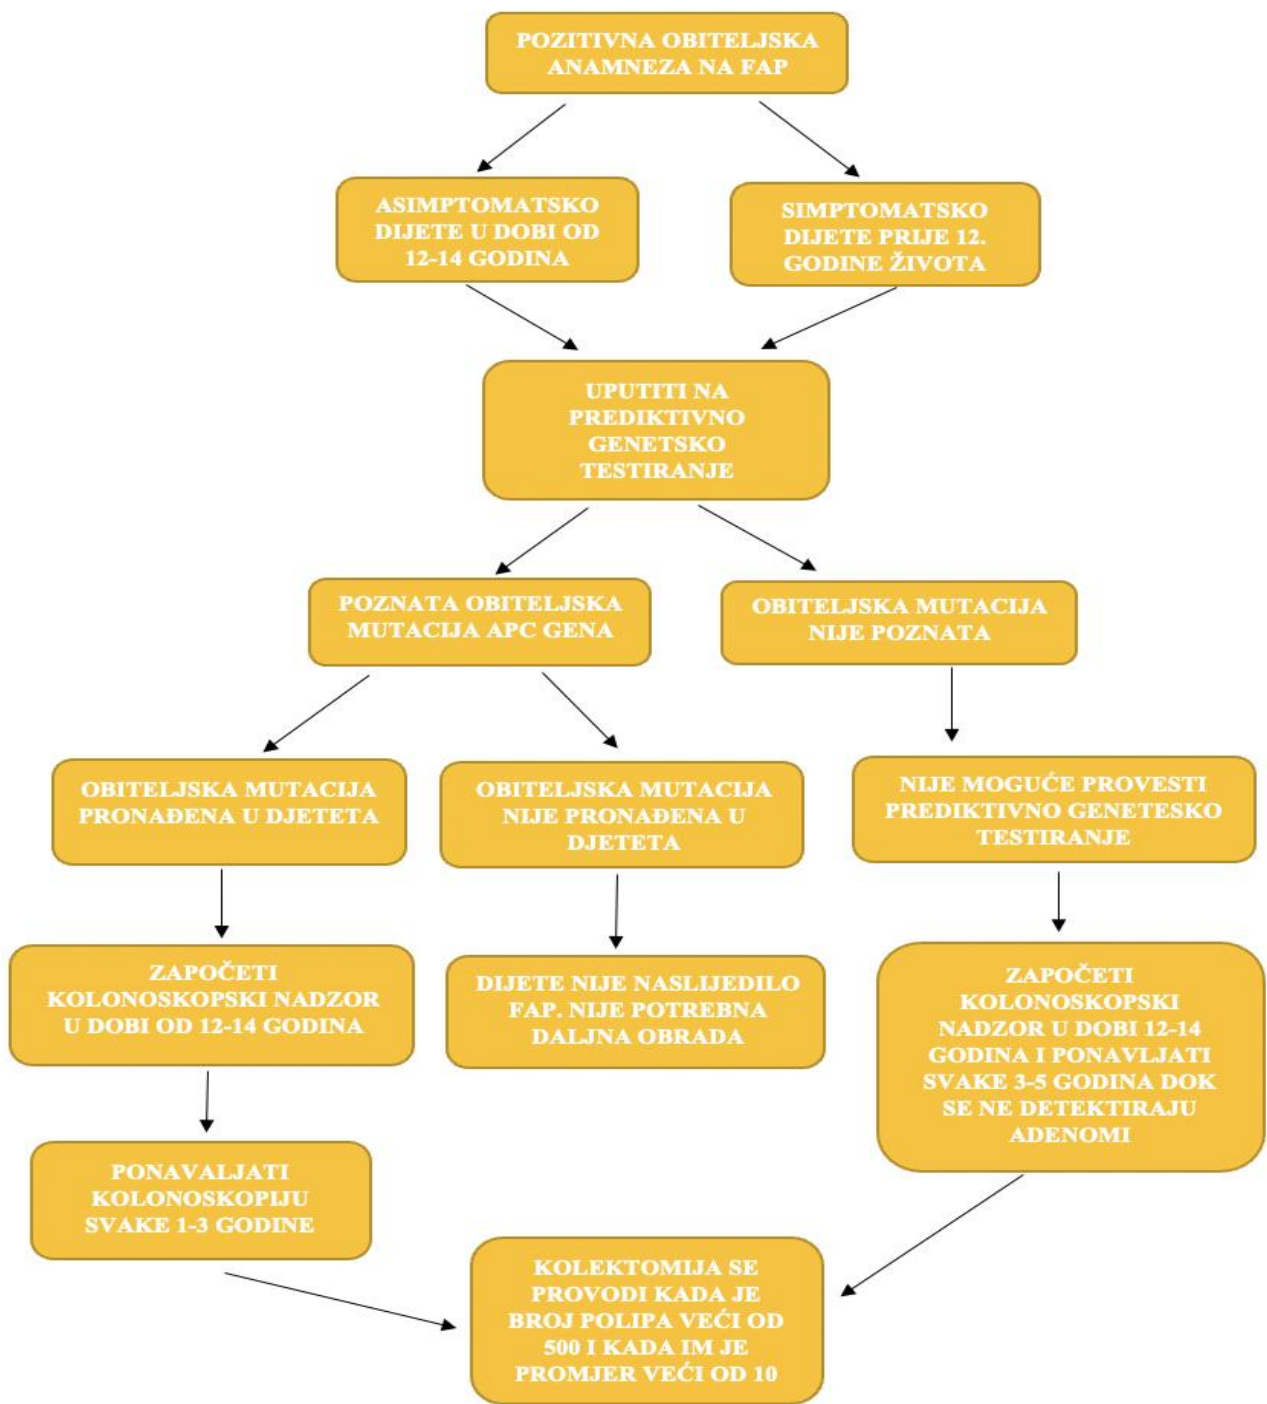 POZITIVNA OBITELJSKA
ANAMNEZA NA FAP
ASIMPTOMATSKO
DIJETE U DOBI OD
12-14 GODINA
SIMPTOMATSKO
DIJETE PRIJE 12.
GODINE ŽIVOTA
UPUTITI NA
PREDIKTIVNO
GENETSKO
TESTIRANJE
POZNATA OBITELJSKA
MUTACIJA APC GENA
OBITELJSKA MUTACIJA
NIJE POZNATA
OBITELJSKA MUTACIJA
PRONAĐENA U DJETETA
OBITELJSKA MUTACIJA
NIJE PRONAĐENA U
DJETETA
NIJE MOGUĆE PROVESTI
PREDIKTIVNO GENETESKO
TESTIRANJE
ZAPOČETI
KOLONOSKOPSKI NADZOR
U DOBI OD 12-14 GODINA
DIJETE NIJE NASLIJEDILO
FAP. NIJE POTREBNA
DALJNA OBRADA
ZAPOČETI
KOLONOSKOPSKI
NADZOR U DOBI 12-14
GODINA I PONAVLJATI
SVAKE 3-5 GODINA DOK
SE NE DETEKTIRAJU
ADENOMI
PONAVALJATI
KOLONOSKOPIJU
SVAKE 1-3 GODINE
KOLEKTOMIJA SE
PROVODI KADA JE
BROJ POLIPA VEĆI OD
500 I KADA IM JE
PROMJER VEĆI OD 10